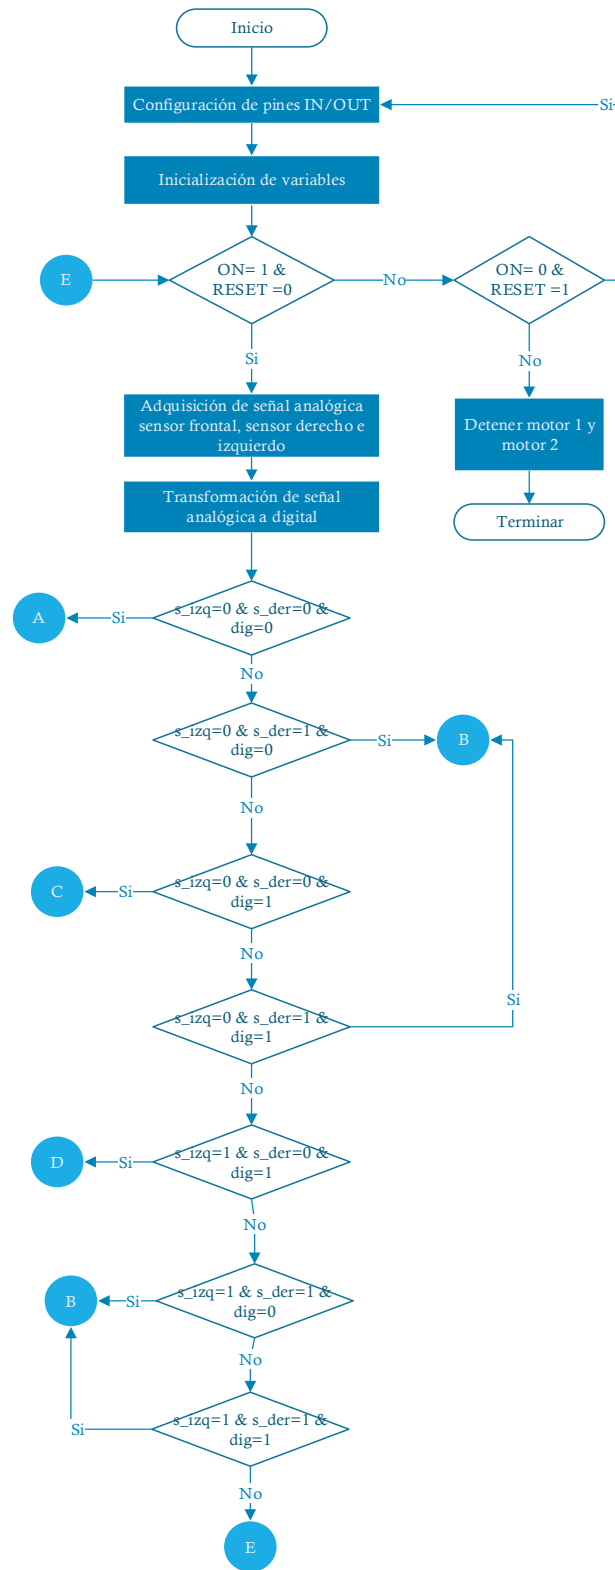 Inicio
Configuración de pines IN/OUT
Si
Inicialización de variables
E
ON= 1 &
RESET =0
No
ON= 0 &
RESET =1
Si
No
Adquisición de señal analógica
sensor frontal, sensor derecho e
izquierdo
Detener motor 1 y
motor 2
Transformación de señal
analógica a digital
Terminar
A
Si
s_izq=0 & s_der=0 &
dig=0
No
s_izq=0 & s_der=1 &
dig=0
Si
B
No
C
Si
s_izq=0 & s_der=0 &
dig=1
No
Si
s_izq=0 & s_der=1 &
dig=1
No
D
Si
s_izq=1 & s_der=0 &
dig=1
No
B
Si
s_izq=1 & s_der=1 &
dig=0
No
Si
s_izq=1 & s_der=1 &
dig=1
No
E